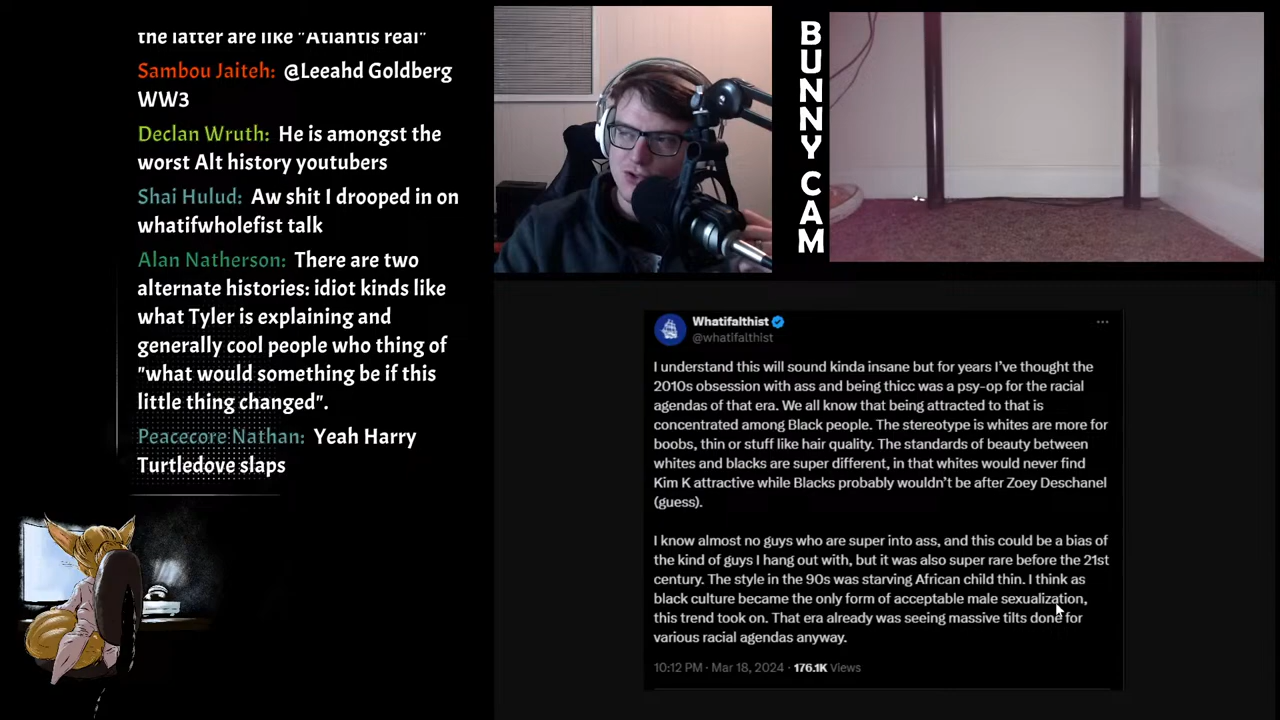 the latter are like "Atlantis real"
Sambou Jaiteh: @Leeahd Goldberg
WW3
Declan Wruth: He is amongst the
worst Alt history youtubers
Shai Hulud: Aw shit I drooped in on
whatifwholefist talk
Alan Natherson: There are two
alternate histories: idiot kinds like
what Tyler is explaining and
generally cool people who thing of
"what would something be if this
little thing changed".
Peacecore Nathan: Yeah Harry
Turtledove slaps
BUNNY CAM
Whatifalthist
@whatifalthist
I understand this will sound kinda insane but for years I've thought the
2010s obsession with ass and being thicc was a psy-op for the racial
agendas of that era. We all know that being attracted to that is
concentrated among Black people. The stereotype is whites are more for
boobs, thin or stuff like hair quality. The standards of beauty between
whites and blacks are super different, in that whites would never find
Kim K attractive while Blacks probably wouldn't be after Zoey Deschanel
(guess).
I know almost no guys who are super into ass, and this could be a bias of
the kind of guys I hang out with, but it was also super rare before the 21st
century. The style in the 90s was starving African child thin. I think as
black culture became the only form of acceptable male sexualization,
this trend took on. That era already was seeing massive tilts done for
various racial agendas anyway.
10:12 PM · Mar 18, 2024 · 176.1K Views